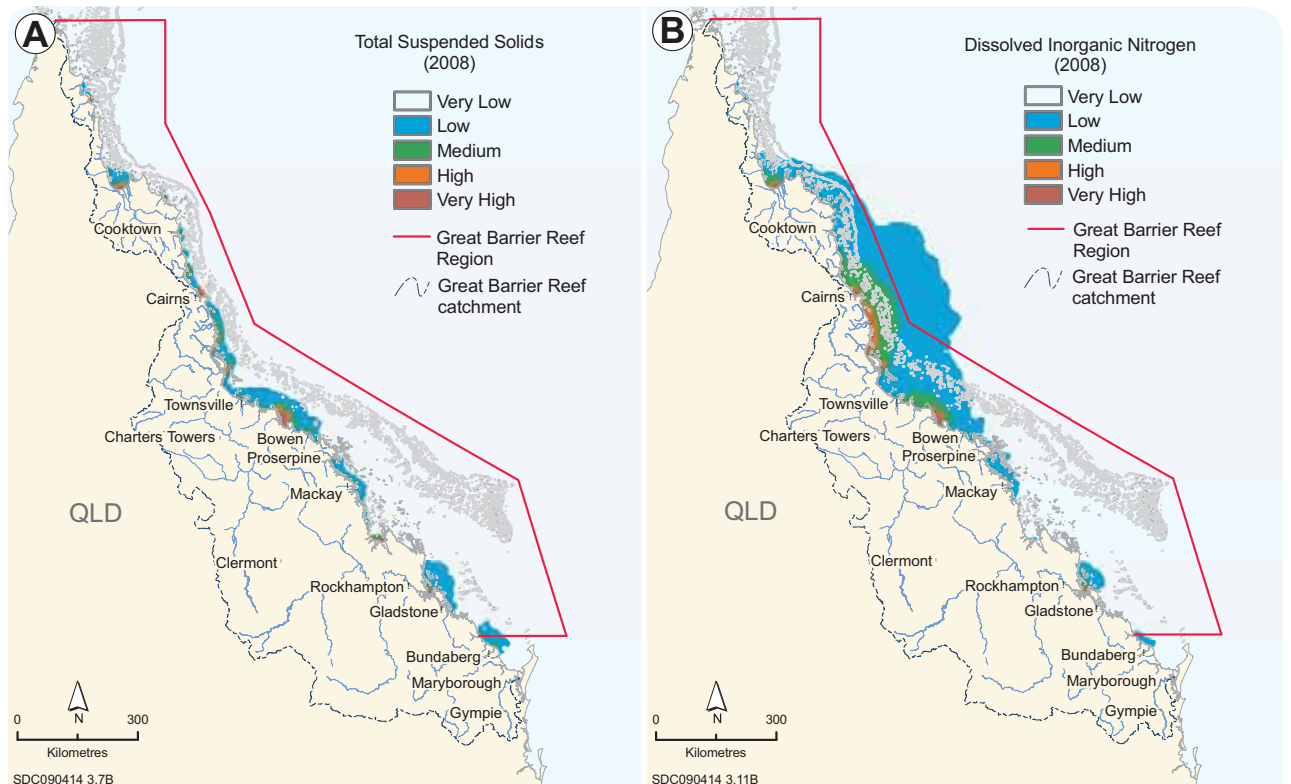 A
Total Suspended Solids
(2008)
Very Low
Low
Medium
High
Very High
Great Barrier Reef
Region
Great Barrier Reef
catchment
Cooktown
Cairns
Townsville
Charters Towers
Bowen
Proserpine
Mackay
QLD
Clermont
Rockhampton
Gladstone
Bundaberg
Maryborough
Gympie
N
0 300
Kilometres
SDC090414 3.7B
B
Dissolved Inorganic Nitrogen
(2008)
Very Low
Low
Medium
High
Very High
Great Barrier Reef
Region
Great Barrier Reef
catchment
Cooktown
Cairns
Townsville
Charters Towers
Bowen
Proserpine
Mackay
QLD
Clermont
Rockhampton
Gladstone
Bundaberg
Maryborough
Gympie
N
0 300
Kilometres
SDC090414 3.11B